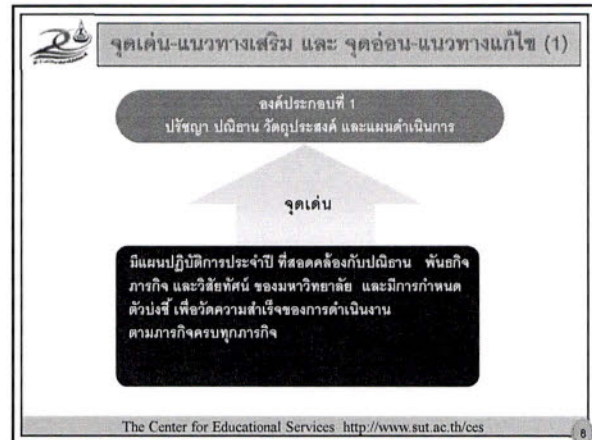 จุดเด่น-แนวทางเสริม และ จุดอ่อน-แนวทางแก้ไข (1)
องค์ประกอบที่ 1
ปรัชญา ปณิธาน วัตถุประสงค์ และแผนดำเนินการ
จุดเด่น
มีแผนปฏิบัติการประจำปี ที่สอดคล้องกับปณิธาน พันธกิจ
ภารกิจ และวิสัยทัศน์ ของมหาวิทยาลัย และมีการกำหนด
ตัวบ่งชี้ เพื่อวัดความสำเร็จของการดำเนินงาน
ตามภารกิจครบทุกภารกิจ
The Center for Educational Services http://www.sut.ac.th/ces
8